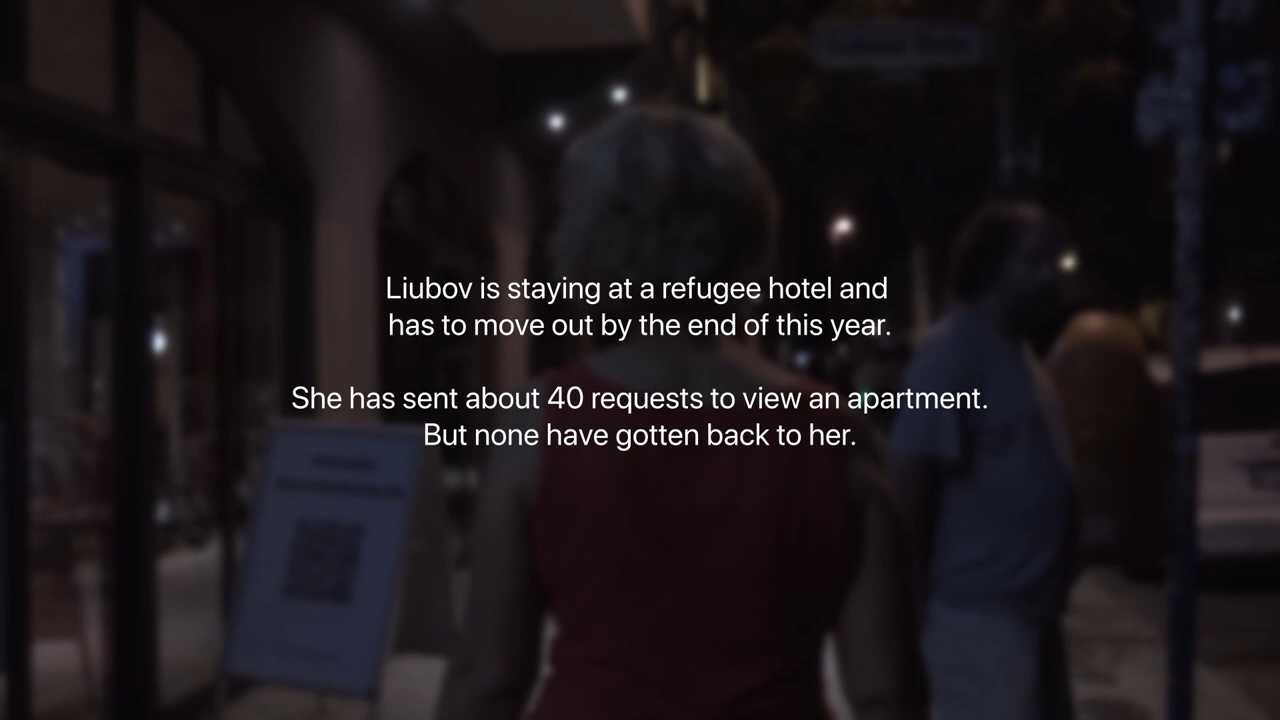 Liubov is staying at a refugee hotel and
has to move out by the end of this year.
She has sent about 40 requests to view an apartment.
But none have gotten back to her.